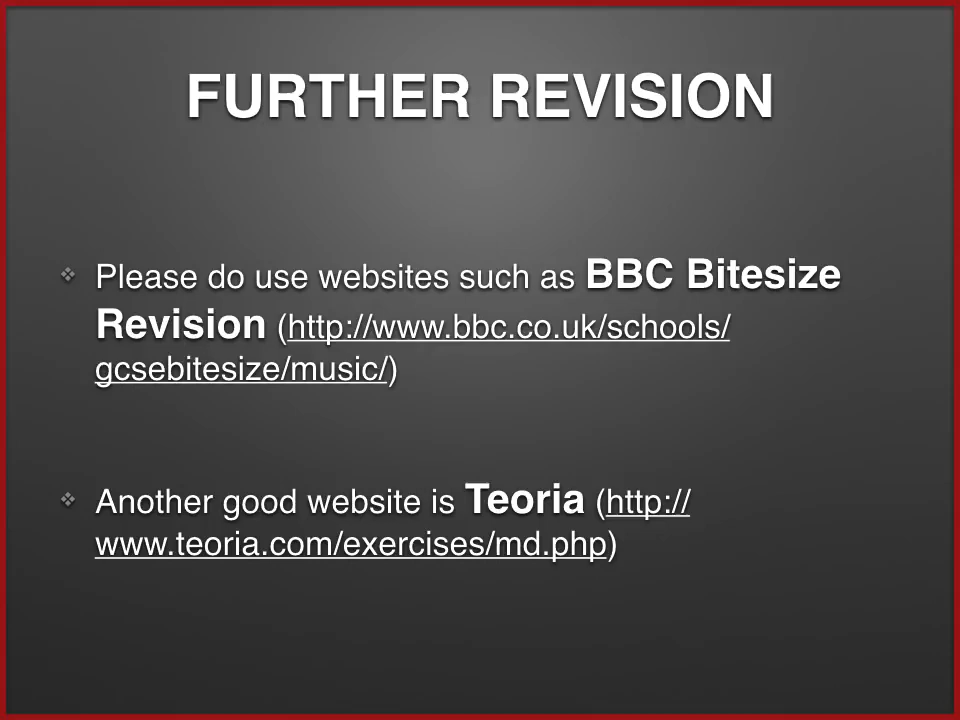 FURTHER REVISION
Please do use websites such as BBC Bitesize
Revision (http://www.bbc.co.uk/schools/
gcsebitesize/music/)
Another good website is Teoria (http://
www.teoria.com/exercises/md.php)